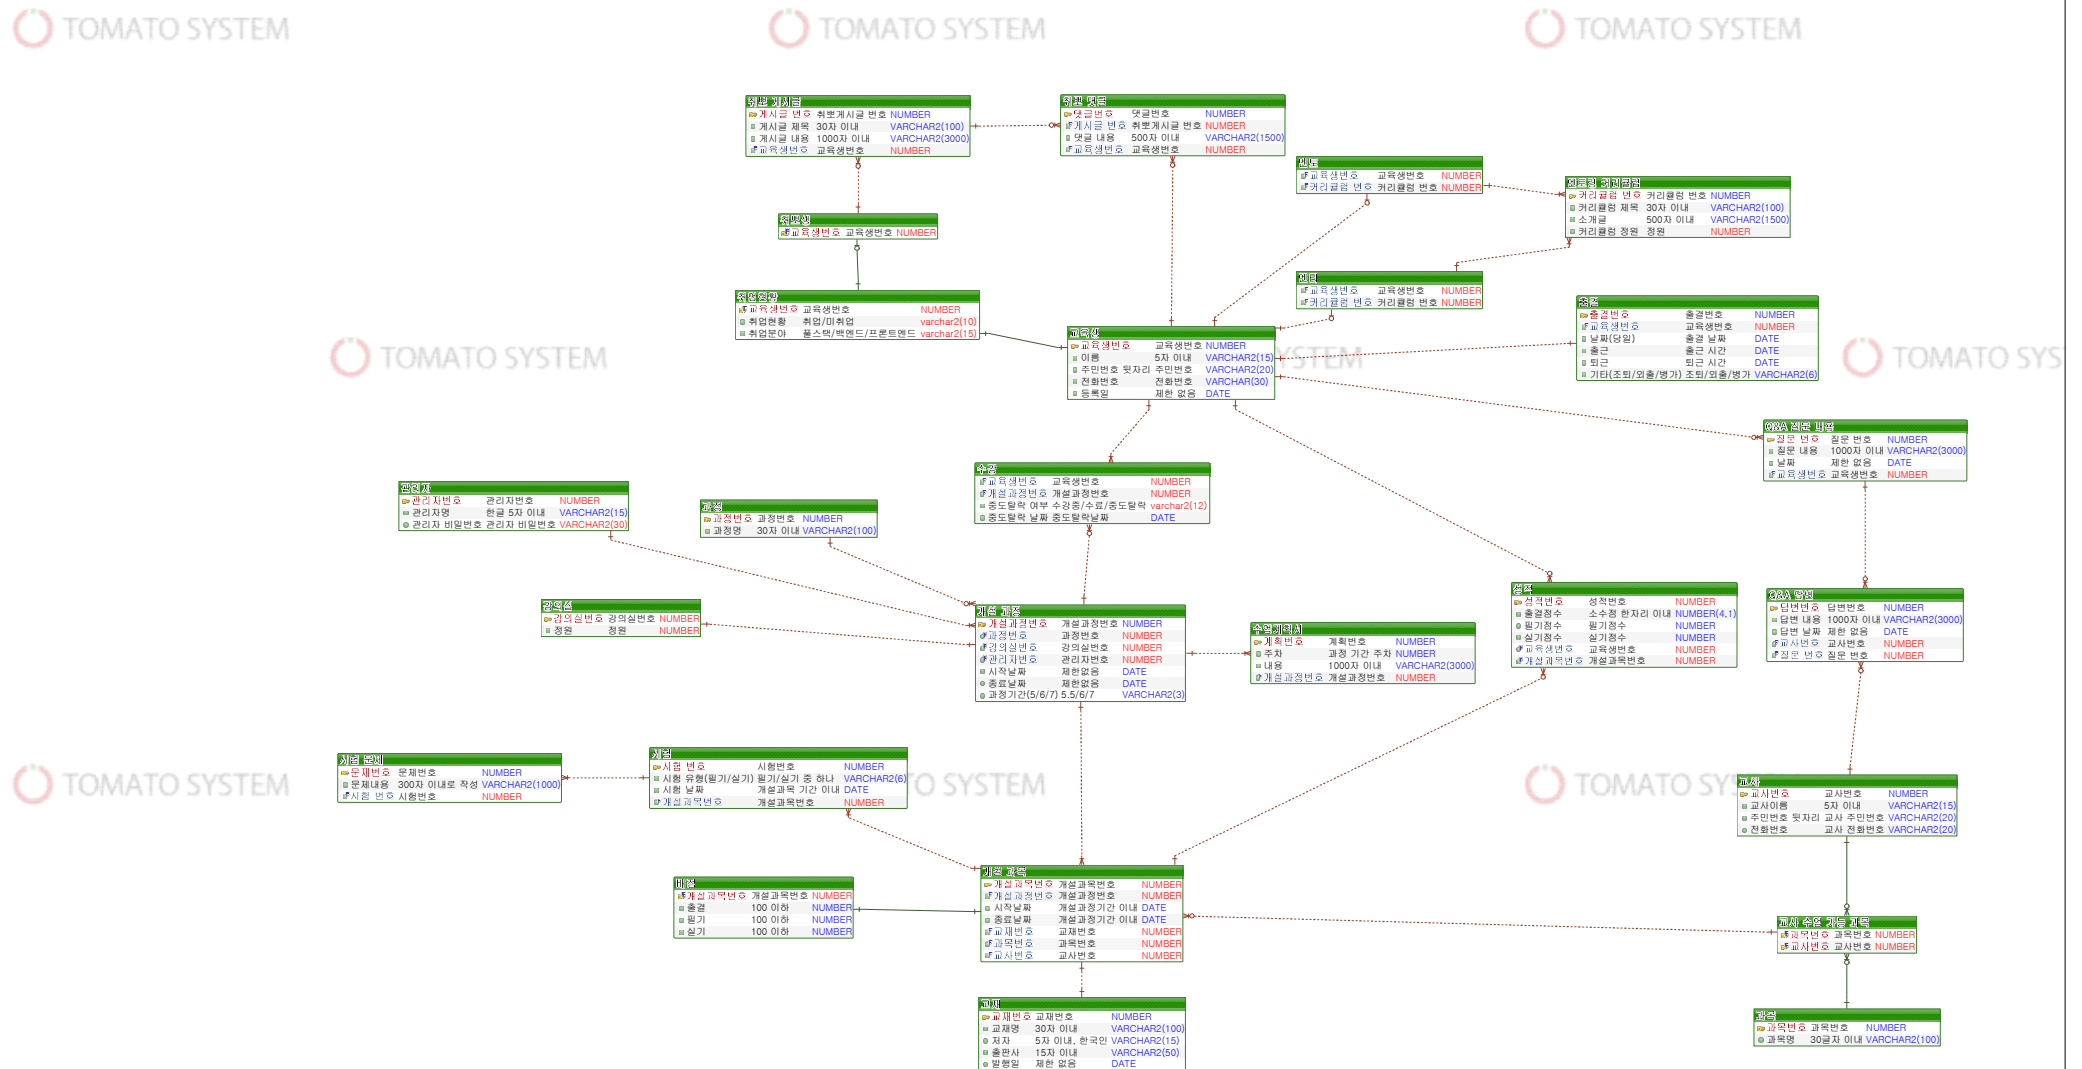 TOMATO SYSTEM
TOMATO SYSTEM
TOMATO SYSTEM
취뽀 게시글
게시글 번호 취뽀게시글 번호 NUMBER
게시글 제목 30자 이내 VARCHAR2(100)
게시글 내용 1000자 이내 VARCHAR2(3000)
교육생번호 교육생번호 NUMBER
취뽀 댓글
댓글번호 댓글번호 NUMBER
게시글 번호 취뽀게시글 번호 NUMBER
댓글 내용 500자 이내 VARCHAR2(1500)
교육생번호 교육생번호 NUMBER
멘토
교육생번호 교육생번호 NUMBER
커리큘럼 번호 커리큘럼 번호 NUMBER
멘토링 커리큘럼
커리큘럼 번호 커리큘럼 번호 NUMBER
커리큘럼 제목 30자 이내 VARCHAR2(100)
소개글 500자 이내 VARCHAR2(1500)
커리큘럼 정원 정원 NUMBER
취뽀생
교육생번호 교육생번호 NUMBER
멘티
교육생번호 교육생번호 NUMBER
커리큘럼 번호 커리큘럼 번호 NUMBER
취업현황
교육생번호 교육생번호 NUMBER
취업현황 취업/미취업 varchar2(10)
취업분야 풀스택/백엔드/프론트엔드 varchar2(15)
출결
출결번호 출결번호 NUMBER
교육생번호 교육생번호 NUMBER
날짜(당일) 출결 날짜 DATE
출근 출근 시간 DATE
퇴근 퇴근 시간 DATE
기타(조퇴/외출/병가) 조퇴/외출/병가 VARCHAR2(6)
교육생
교육생번호 교육생번호 NUMBER
이름 5자 이내 VARCHAR2(15)
주민번호 뒷자리 주민번호 VARCHAR2(20)
전화번호 전화번호 VARCHAR(30)
등록일 제한 없음 DATE
TOMATO SYSTEM
YSTEM
TOMATO SYS
Q&A 질문 내용
질문 번호 질문 번호 NUMBER
질문 내용 1000자 이내 VARCHAR2(3000)
날짜 제한 없음 DATE
교육생번호 교육생번호 NUMBER
수강
교육생번호 교육생번호 NUMBER
개설과정번호 개설과정번호 NUMBER
중도탈락 여부 수강중/수료/중도탈락 varchar2(12)
중도탈락 날짜 중도탈락날짜 DATE
관리자
관리자번호 관리자번호 NUMBER
관리자명 한글 5자 이내 VARCHAR2(15)
관리자 비밀번호 관리자 비밀번호 VARCHAR2(30)
과정
과정번호 과정번호 NUMBER
과정명 30자 이내 VARCHAR2(100)
강의실
강의실번호 강의실번호 NUMBER
정원 정원 NUMBER
개설 과정
개설과정번호 개설과정번호 NUMBER
과정번호 과정번호 NUMBER
강의실번호 강의실번호 NUMBER
관리자번호 관리자번호 NUMBER
시작날짜 제한없음 DATE
종료날짜 제한없음 DATE
과정기간(5/6/7) 5.5/6/7 VARCHAR2(3)
수업계획서
계획번호 계획번호 NUMBER
주차 과정 기간 주차 NUMBER
내용 1000자 이내 VARCHAR2(3000)
개설과정번호 개설과정번호 NUMBER
성적
성적번호 성적번호 NUMBER
출결점수 소수점 한자리 이내 NUMBER(4,1)
필기점수 필기점수 NUMBER
실기점수 실기점수 NUMBER
교육생번호 교육생번호 NUMBER
개설과목번호 개설과목번호 NUMBER
Q&A 답변
답변번호 답변번호 NUMBER
답변 내용 1000자 이내 VARCHAR2(3000)
답변 날짜 제한 없음 DATE
교사번호 교사번호 NUMBER
질문 번호 질문 번호 NUMBER
시험 문제
문제번호 문제번호 NUMBER
문제내용 300자 이내로 작성 VARCHAR2(1000)
시험 번호 시험번호 NUMBER
시험
시험 번호 시험번호 NUMBER
시험 유형(필기/실기) 필기/실기 중 하나 VARCHAR2(6)
시험 날짜 개설과목 기간 이내 DATE
개설과목번호 개설과목번호 NUMBER
TOMATO SYSTEM
O SYSTEM
TOMATO SYS
교사
교사번호 교사번호 NUMBER
교사이름 5자 이내 VARCHAR2(15)
주민번호 뒷자리 교사 주민번호 VARCHAR2(20)
전화번호 교사 전화번호 VARCHAR2(20)
배점
개설과목번호 개설과목번호 NUMBER
출결 100 이하 NUMBER
필기 100 이하 NUMBER
실기 100 이하 NUMBER
개설 과목
개설과목번호 개설과목번호 NUMBER
개설과정번호 개설과정번호 NUMBER
시작날짜 개설과정기간 이내 DATE
종료날짜 개설과정기간 이내 DATE
교재번호 교재번호 NUMBER
과목번호 과목번호 NUMBER
교사번호 교사번호 NUMBER
교사 수업 가능 과목
과목번호 과목번호 NUMBER
교사번호 교사번호 NUMBER
교재
교재번호 교재번호 NUMBER
교재명 30자 이내 VARCHAR2(100)
저자 5자 이내, 한국인 VARCHAR2(15)
출판사 15자 이내 VARCHAR2(50)
발행일 제한 없음 DATE
과목
과목번호 과목번호 NUMBER
과목명 30글자 이내 VARCHAR2(100)